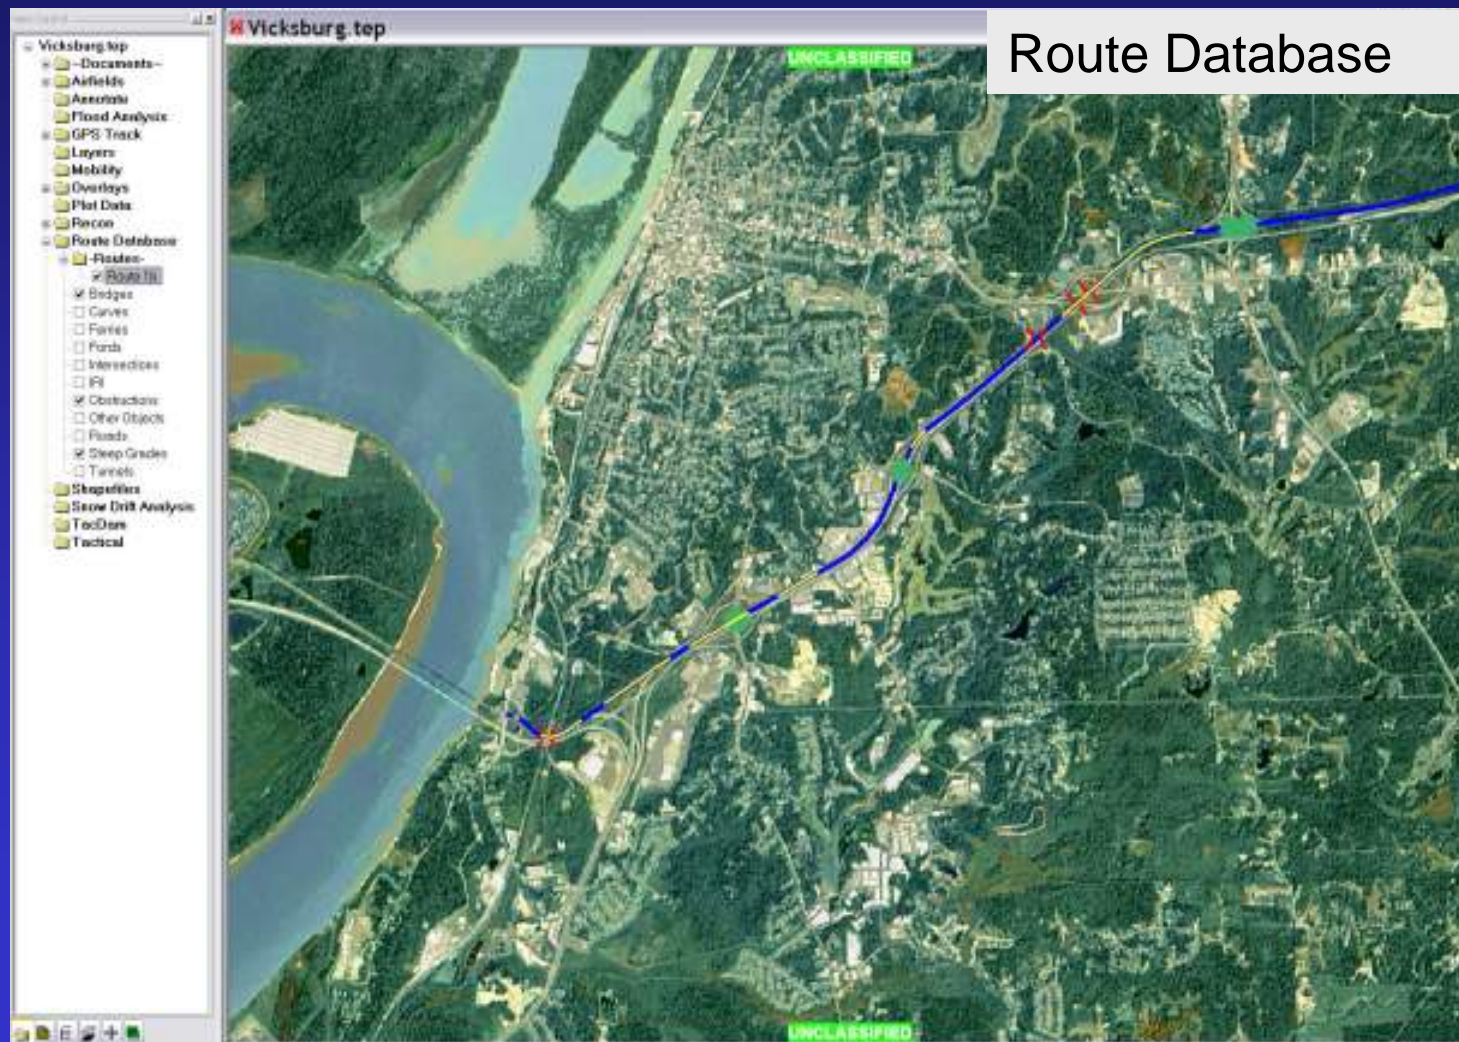 Vicksburg.top
Route Database
UNCLASSIFIED
Vicksburg.top
--Documents--
Airfields
Annotate
Flood Analysis
GPS Track
Layers
Mobility
Overlays
Plot Data
Recon
Route Database
-Routes-
Bridges
Curves
Ferries
Fords
Intersections
IRI
Obstructions
Other Objects
Roads
Steep Grades
Tunnels
Shapefiles
Snow Drift Analysis
TacDam
Tactical
UNCLASSIFIED